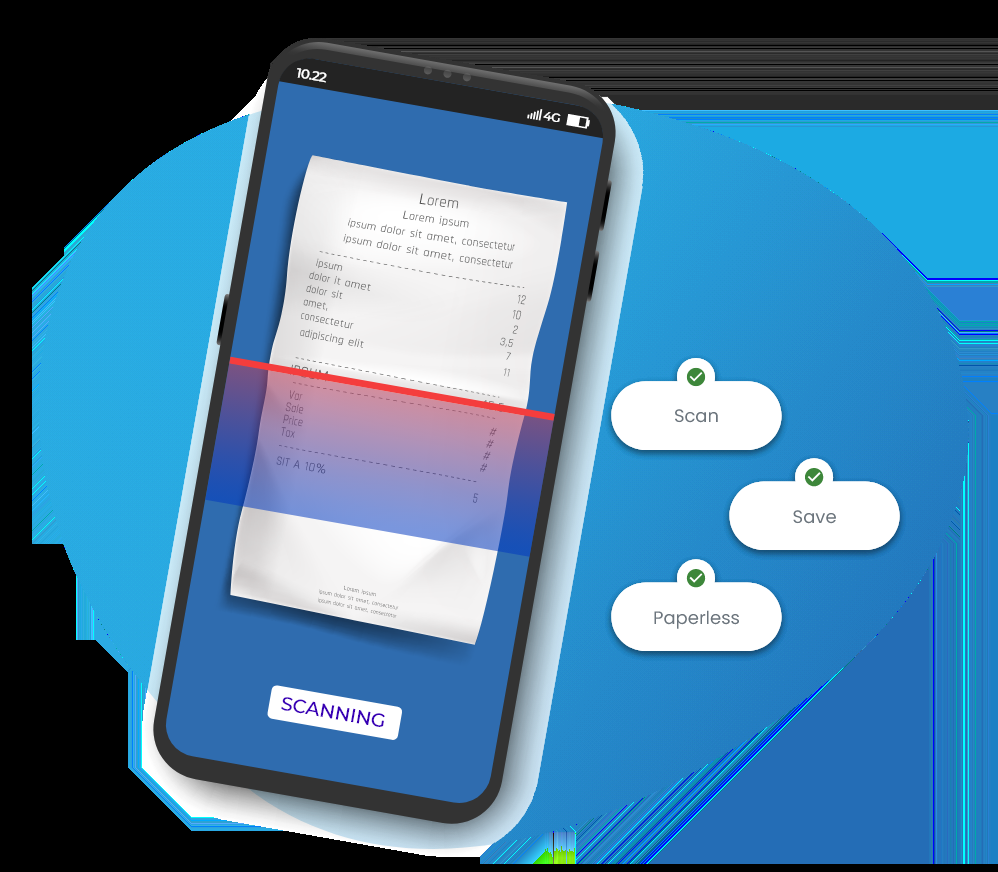 10.22
4G
Lorem
Lorem ipsum
ipsum dolor sit amet, consectetur
ipsum dolor sit amet, consectetur
ipsum 12
dolor it amet 10
dolor sit 2
amet, 3,5
consectetur 7
adipiscing elit 11
IPSUM
Vor #
Sale #
Price #
Tax #
SIT A 10%
5
Lorem ipsum
ipsum dolor sit amet, consectetur
ipsum dolor sit amet, consectetur
SCANNING
Scan
Save
Paperless